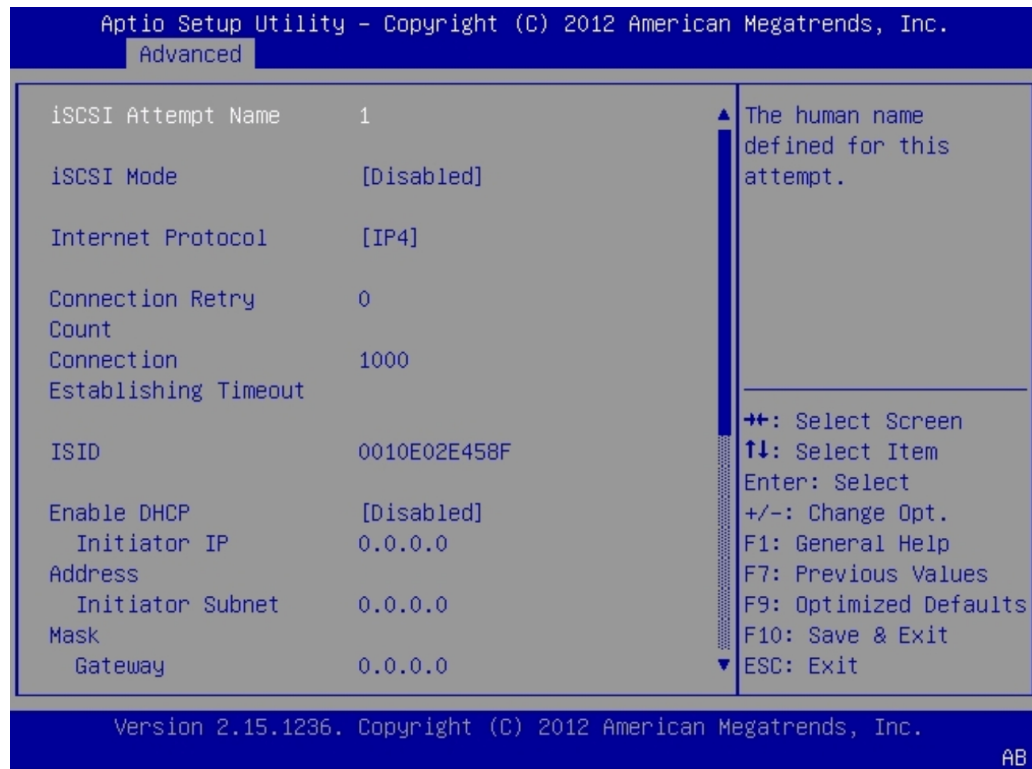 Aptio Setup Utility – Copyright (C) 2012 American Megatrends, Inc.
Advanced
iSCSI Attempt Name 1
iSCSI Mode [Disabled]
Internet Protocol [IP4]
Connection Retry 0
Count
Connection 1000
Establishing Timeout
ISID 0010E02E458F
Enable DHCP [Disabled]
Initiator IP 0.0.0.0
Address
Initiator Subnet 0.0.0.0
Mask
Gateway 0.0.0.0
The human name
defined for this
attempt.
→←: Select Screen
↑↓: Select Item
Enter: Select
+/-: Change Opt.
F1: General Help
F7: Previous Values
F9: Optimized Defaults
F10: Save & Exit
ESC: Exit
Version 2.15.1236. Copyright (C) 2012 American Megatrends, Inc.
AB